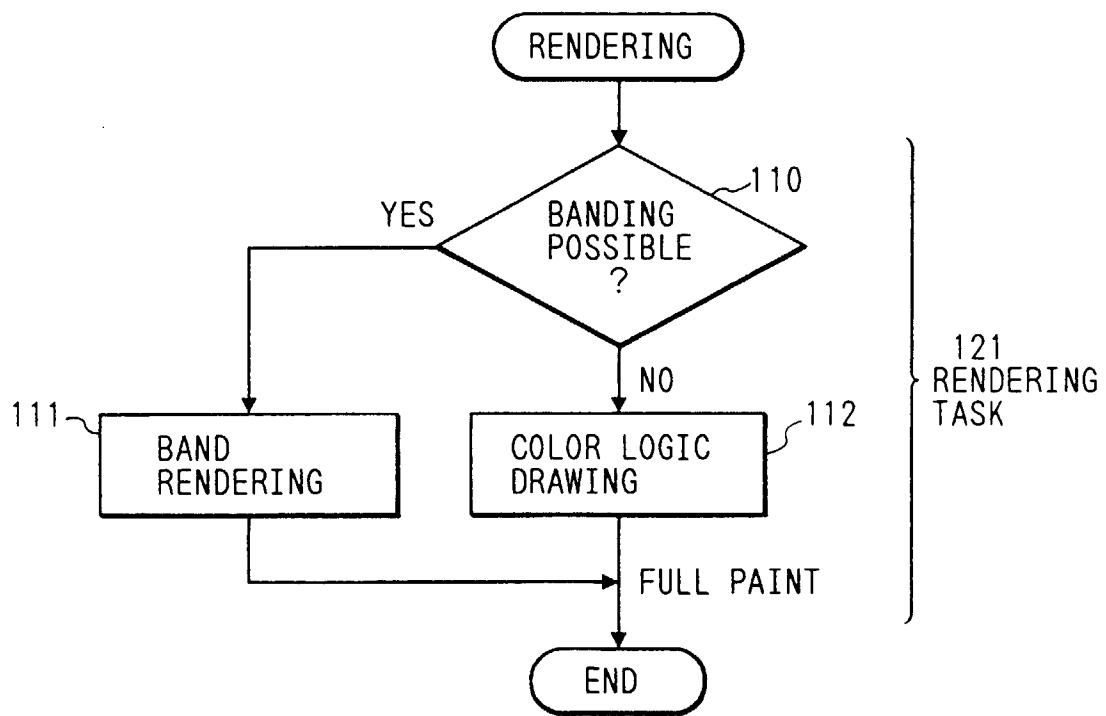 RENDERING
110
YES
BANDING
POSSIBLE
?
121
RENDERING
TASK
NO
111
BAND
RENDERING
112
COLOR LOGIC
DRAWING
FULL PAINT
END